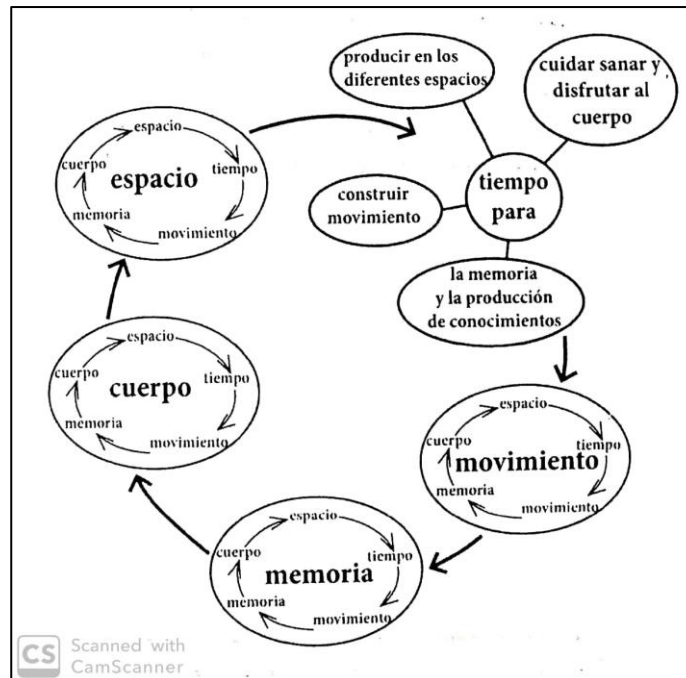 producir en los
diferentes espacios
cuidar sanar y
disfrutar al
cuerpo
tiempo
para
construir
movimiento
la memoria
y la producción
de conocimientos
espacio
cuerpo
tiempo
espacio
memoria
movimiento
espacio
cuerpo
tiempo
cuerpo
memoria
movimiento
espacio
cuerpo
tiempo
movimiento
memoria
movimiento
espacio
cuerpo
tiempo
memoria
memoria
movimiento
CS
Scanned with
CamScanner